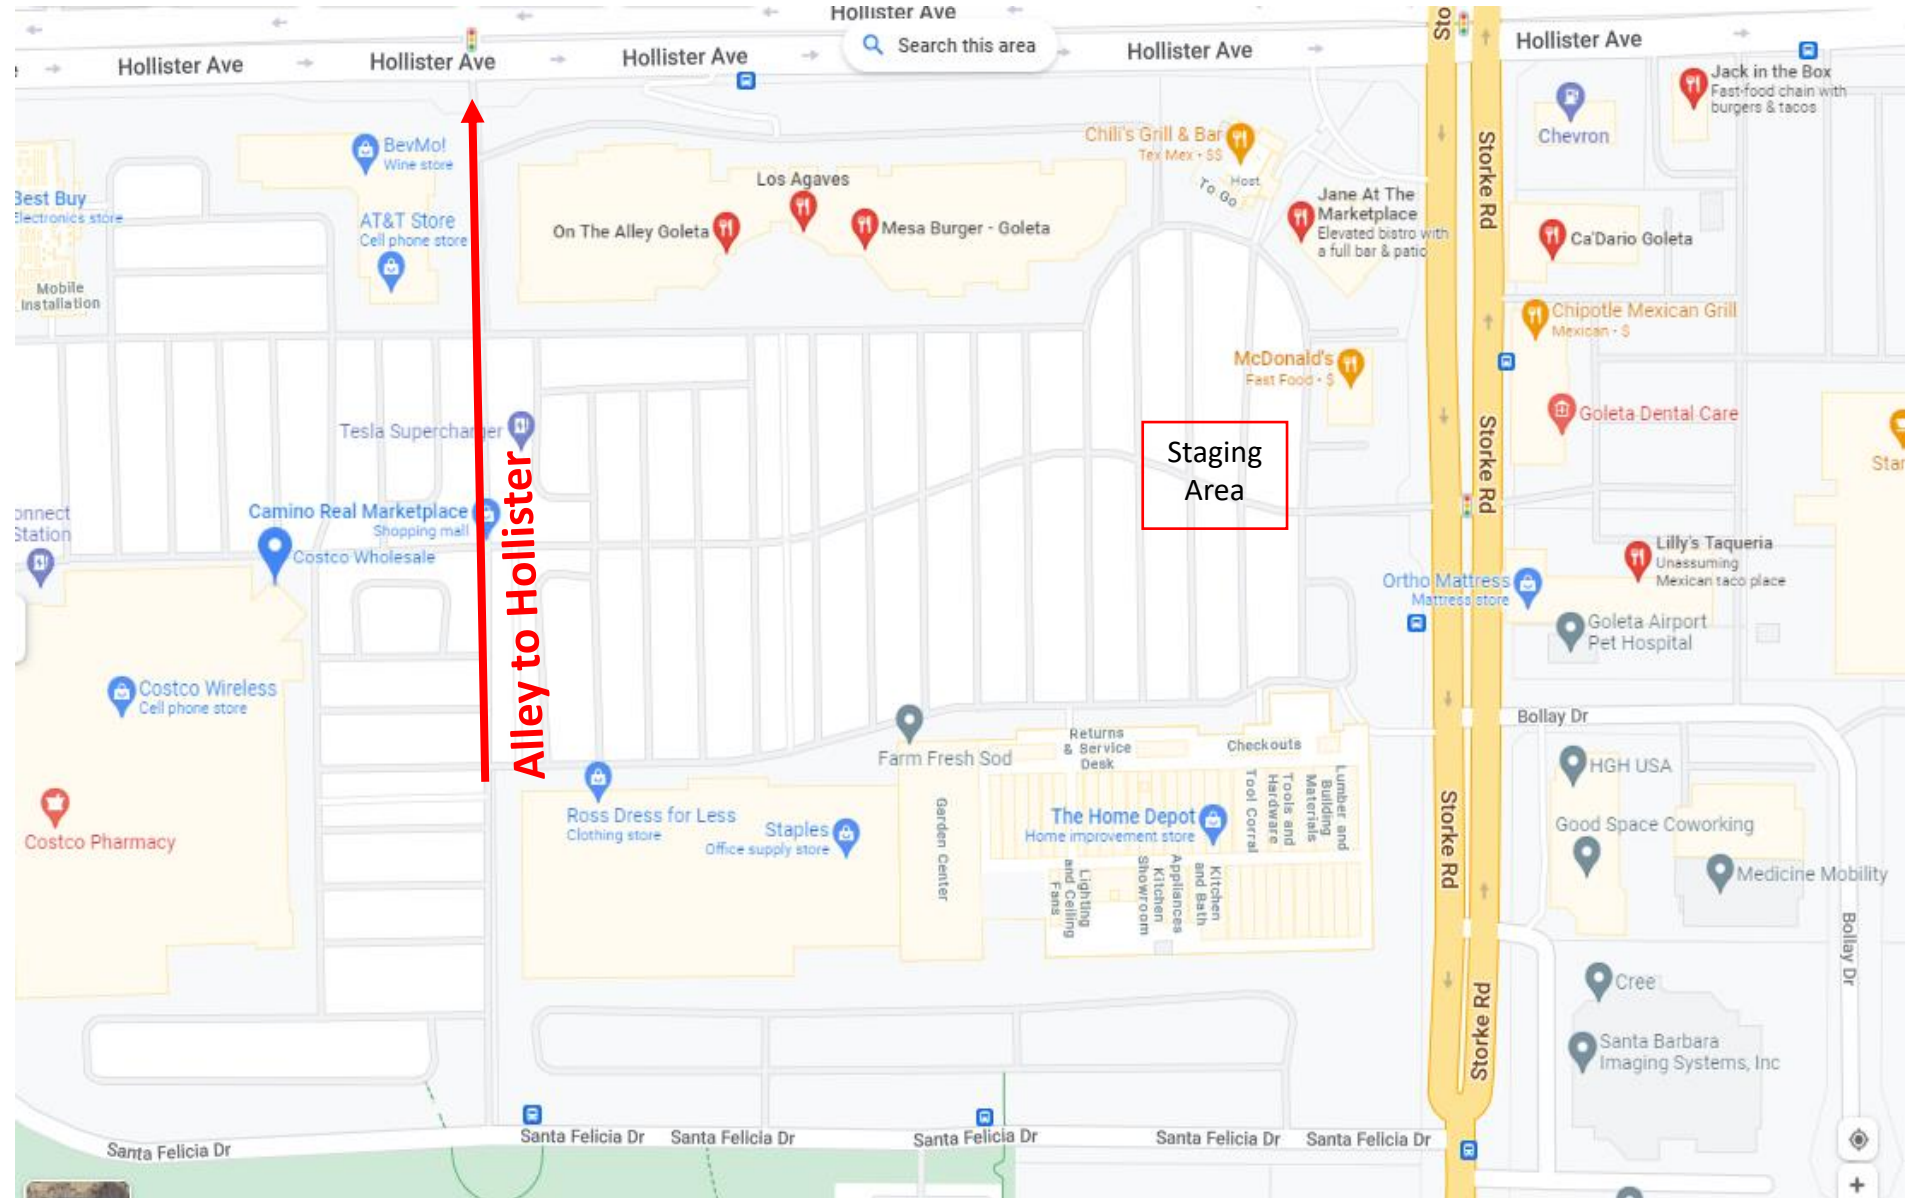 Hollister Ave
Search this area
Hollister Ave
Hollister Ave
Hollister Ave
Hollister Ave
Hollister Ave
Sto
Jack in the Box
Fast-food chain with
burgers & tacos
Chevron
BevMo!
Wine store
Chili's Grill & Bar
Tex Mex • $$
Host
To Go
Storke Rd
Best Buy
Electronics store
Los Agaves
Jane At The
Marketplace
Elevated bistro with
a full bar & patio
AT&T Store
Cell phone store
On The Alley Goleta
Mesa Burger - Goleta
Ca'Dario Goleta
Mobile
Installation
Chipotle Mexican Grill
Mexican • $
McDonald's
Fast Food • $
Goleta Dental Care
Tesla Supercharger
Storke Rd
Star
Staging
Area
Alley to Hollister
onnect
Station
Camino Real Marketplace
Shopping mall
Costco Wholesale
Lilly's Taqueria
Unassuming
Mexican taco place
Ortho Mattress
Mattress store
Goleta Airport
Pet Hospital
Costco Wireless
Cell phone store
Bollay Dr
Farm Fresh Sod
Returns
& Service
Desk
Checkouts
HGH USA
Ross Dress for Less
Clothing store
Staples
Office supply store
Garden Center
The Home Depot
Home improvement store
Tool Corral
Tools and
Hardware
Lumber and
Building
Materials
Storke Rd
Good Space Coworking
Costco Pharmacy
Lighting
and Ceiling
Fans
Appliances
Kitchen
Showroom
Kitchen
and Bath
Medicine Mobility
Bollay Dr
Cree
Storke Rd
Santa Barbara
Imaging Systems, Inc
Santa Felicia Dr
Santa Felicia Dr
Santa Felicia Dr
Santa Felicia Dr
Santa Felicia Dr
Santa Felicia Dr